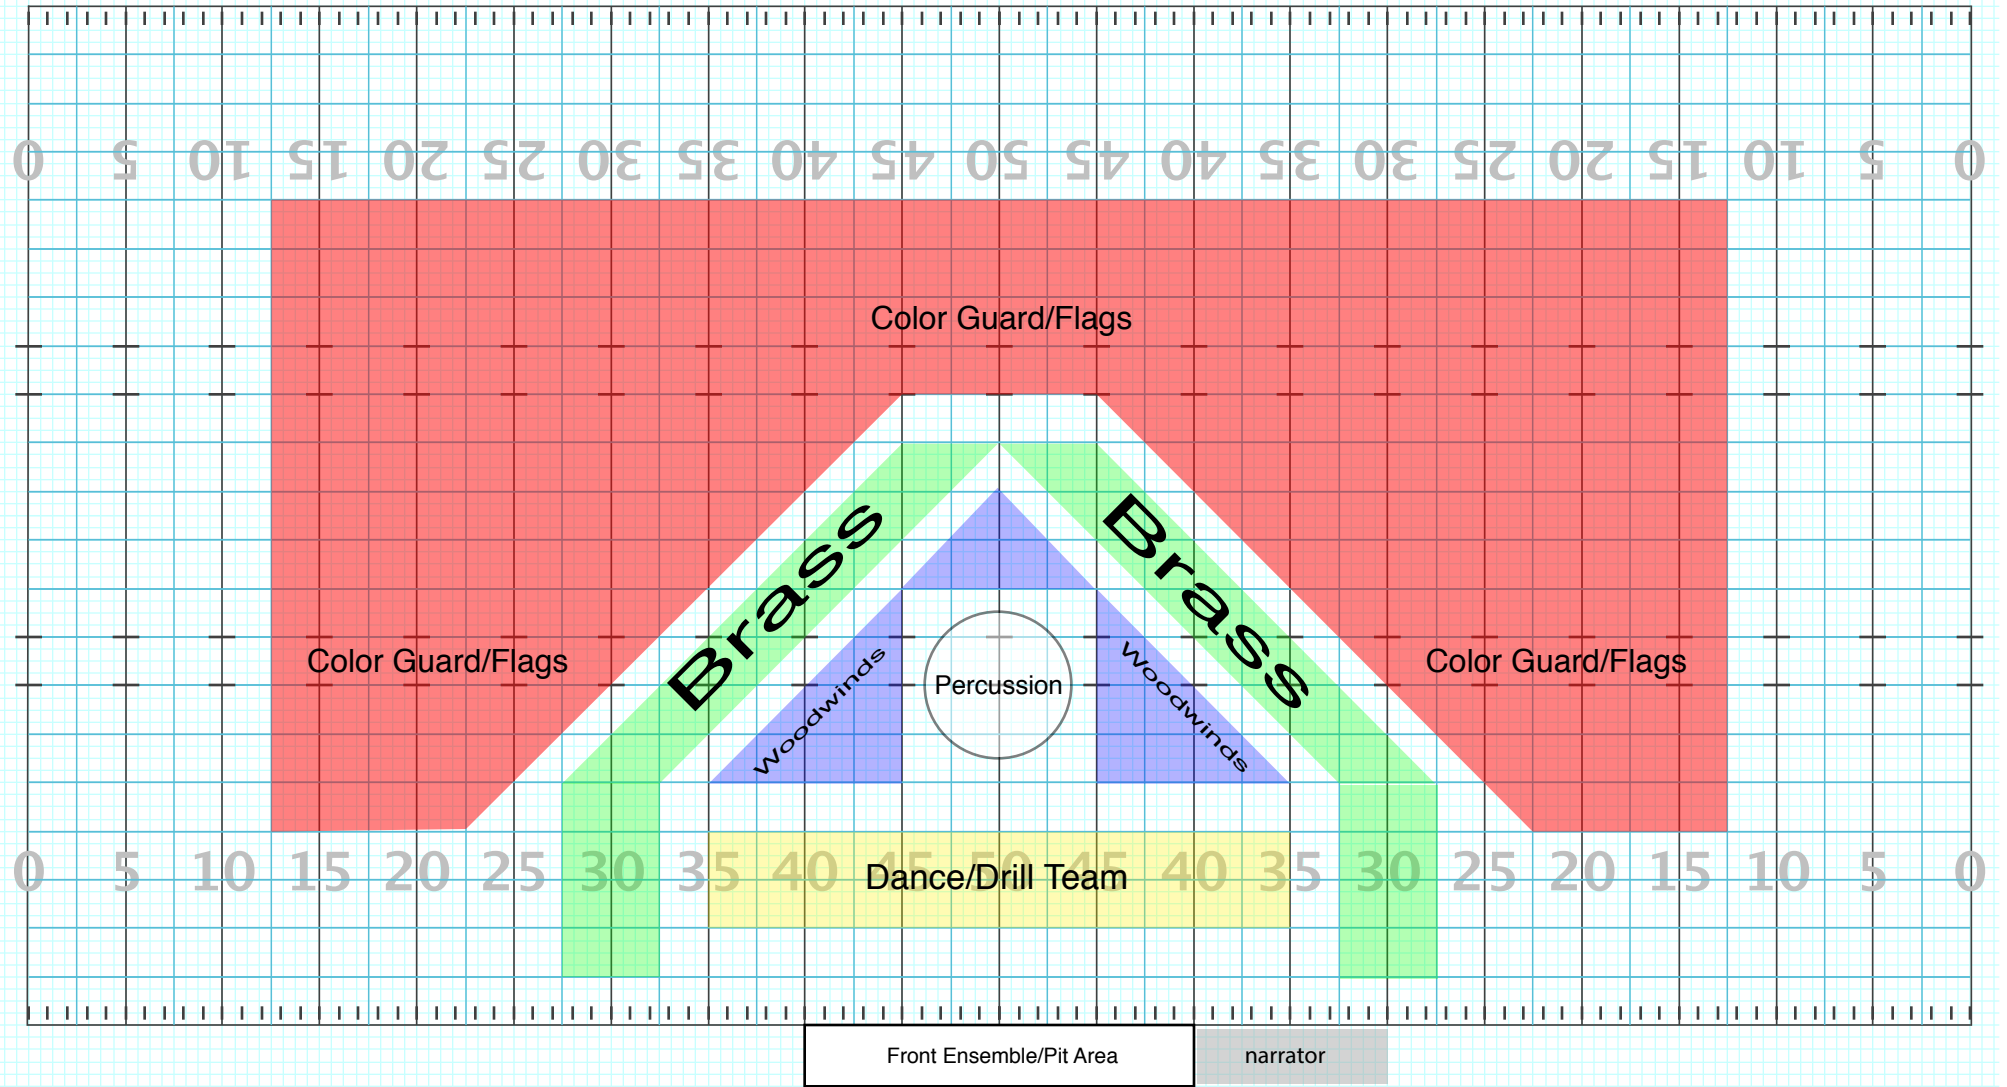 0 5 10 15 20 25 30 35 40 45 50 45 40 35 30 25 20 15 10 5 0
Color Guard/Flags
Brass
Brass
Color Guard/Flags
Woodwinds
Percussion
Woodwinds
Color Guard/Flags
0 5 10 15 20 25 30 35 40 45 50 45 40 35 30 25 20 15 10 5 0
Dance/Drill Team
Front Ensemble/Pit Area
narrator